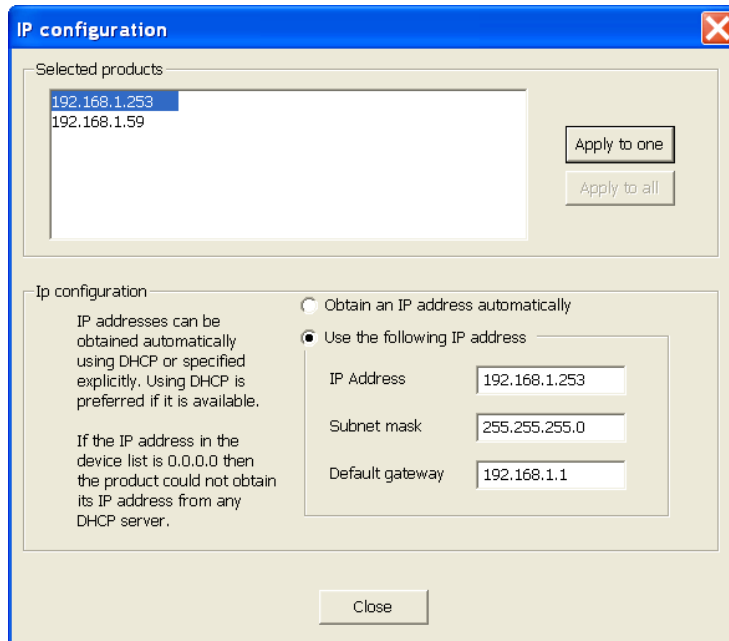 IP configuration
Selected products
192.168.1.253
192.168.1.59
Apply to one
Apply to all
Ip configuration
IP addresses can be
obtained automatically
using DHCP or specified
explicitly. Using DHCP is
preferred if it is available.
If the IP address in the
device list is 0.0.0.0 then
the product could not obtain
its IP address from any
DHCP server.
Obtain an IP address automatically
Use the following IP address
IP Address 192.168.1.253
Subnet mask 255.255.255.0
Default gateway 192.168.1.1
Close